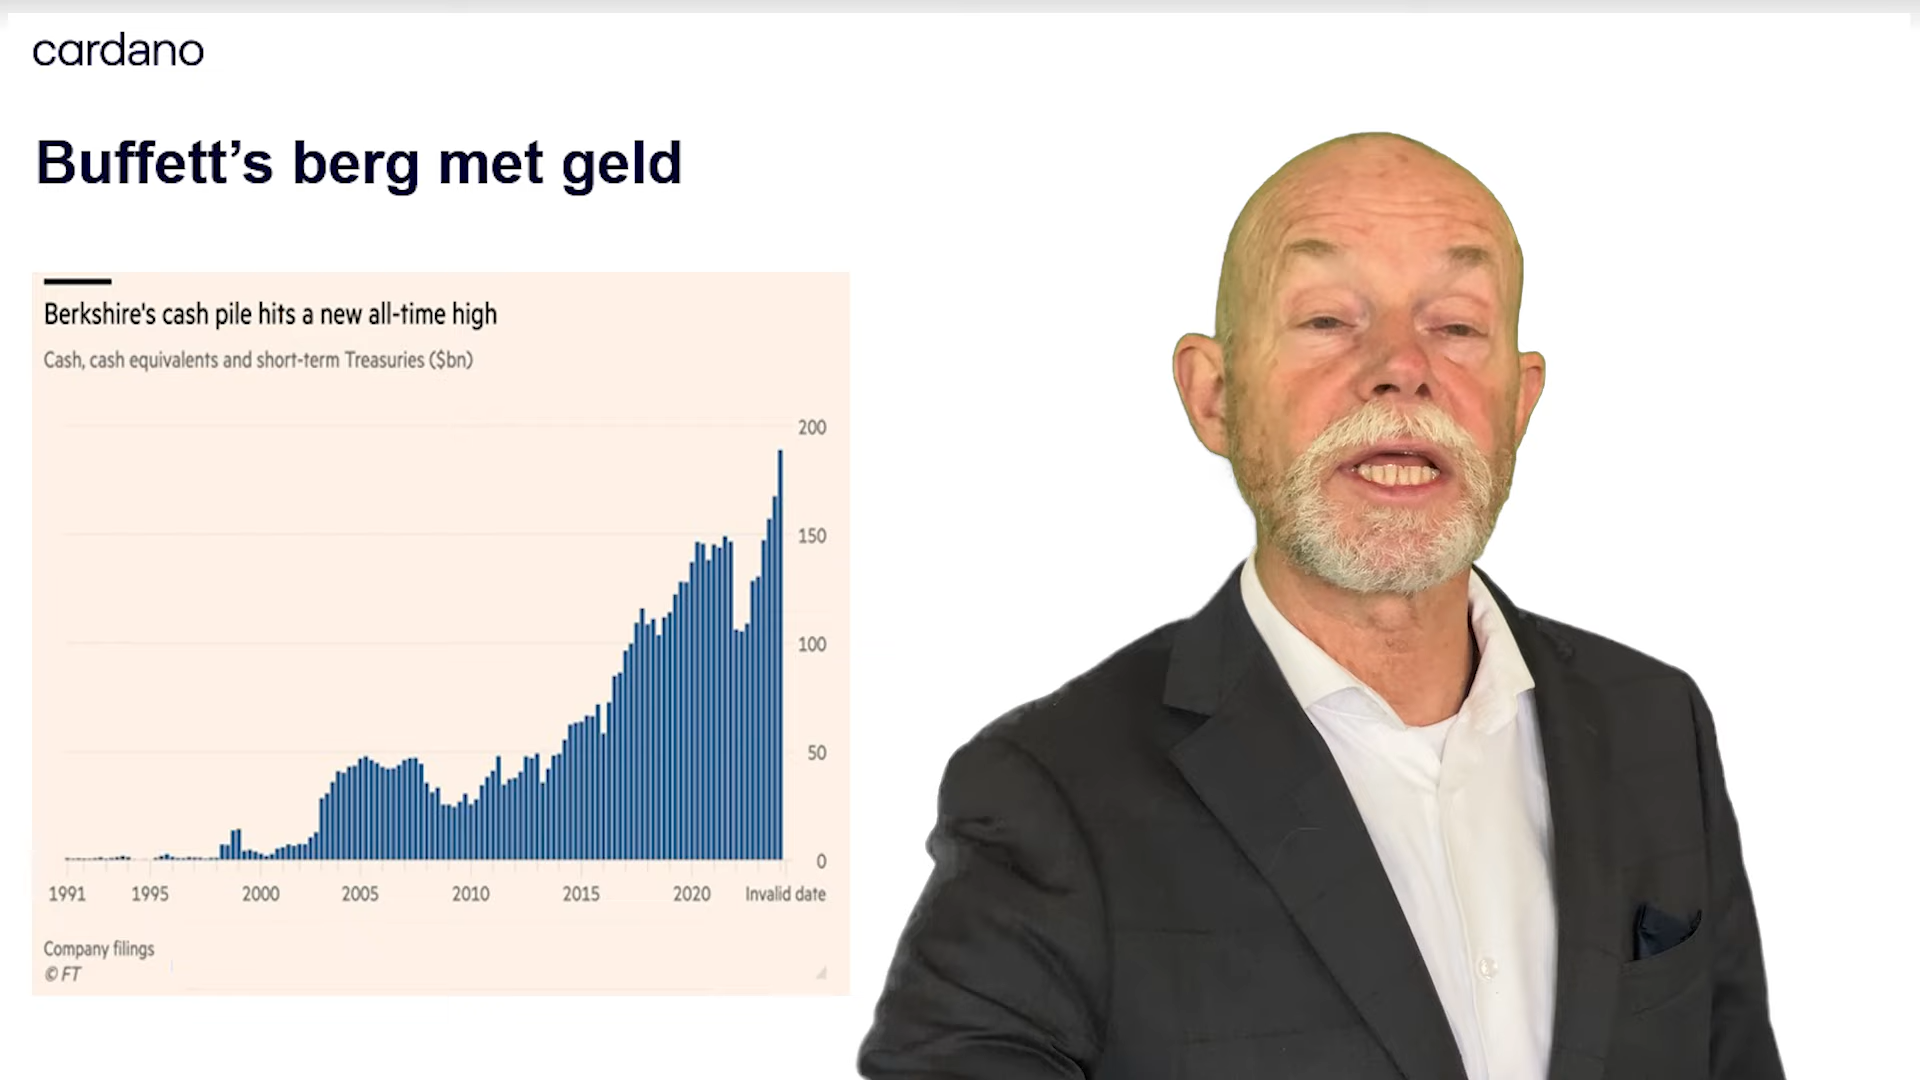 cardano
Buffett’s berg met geld
Berkshire's cash pile hits a new all-time high
Cash, cash equivalents and short-term Treasuries ($bn)
200
150
100
50
0
1991 1995 2000 2005 2010 2015 2020 Invalid date
Company filings
© FT